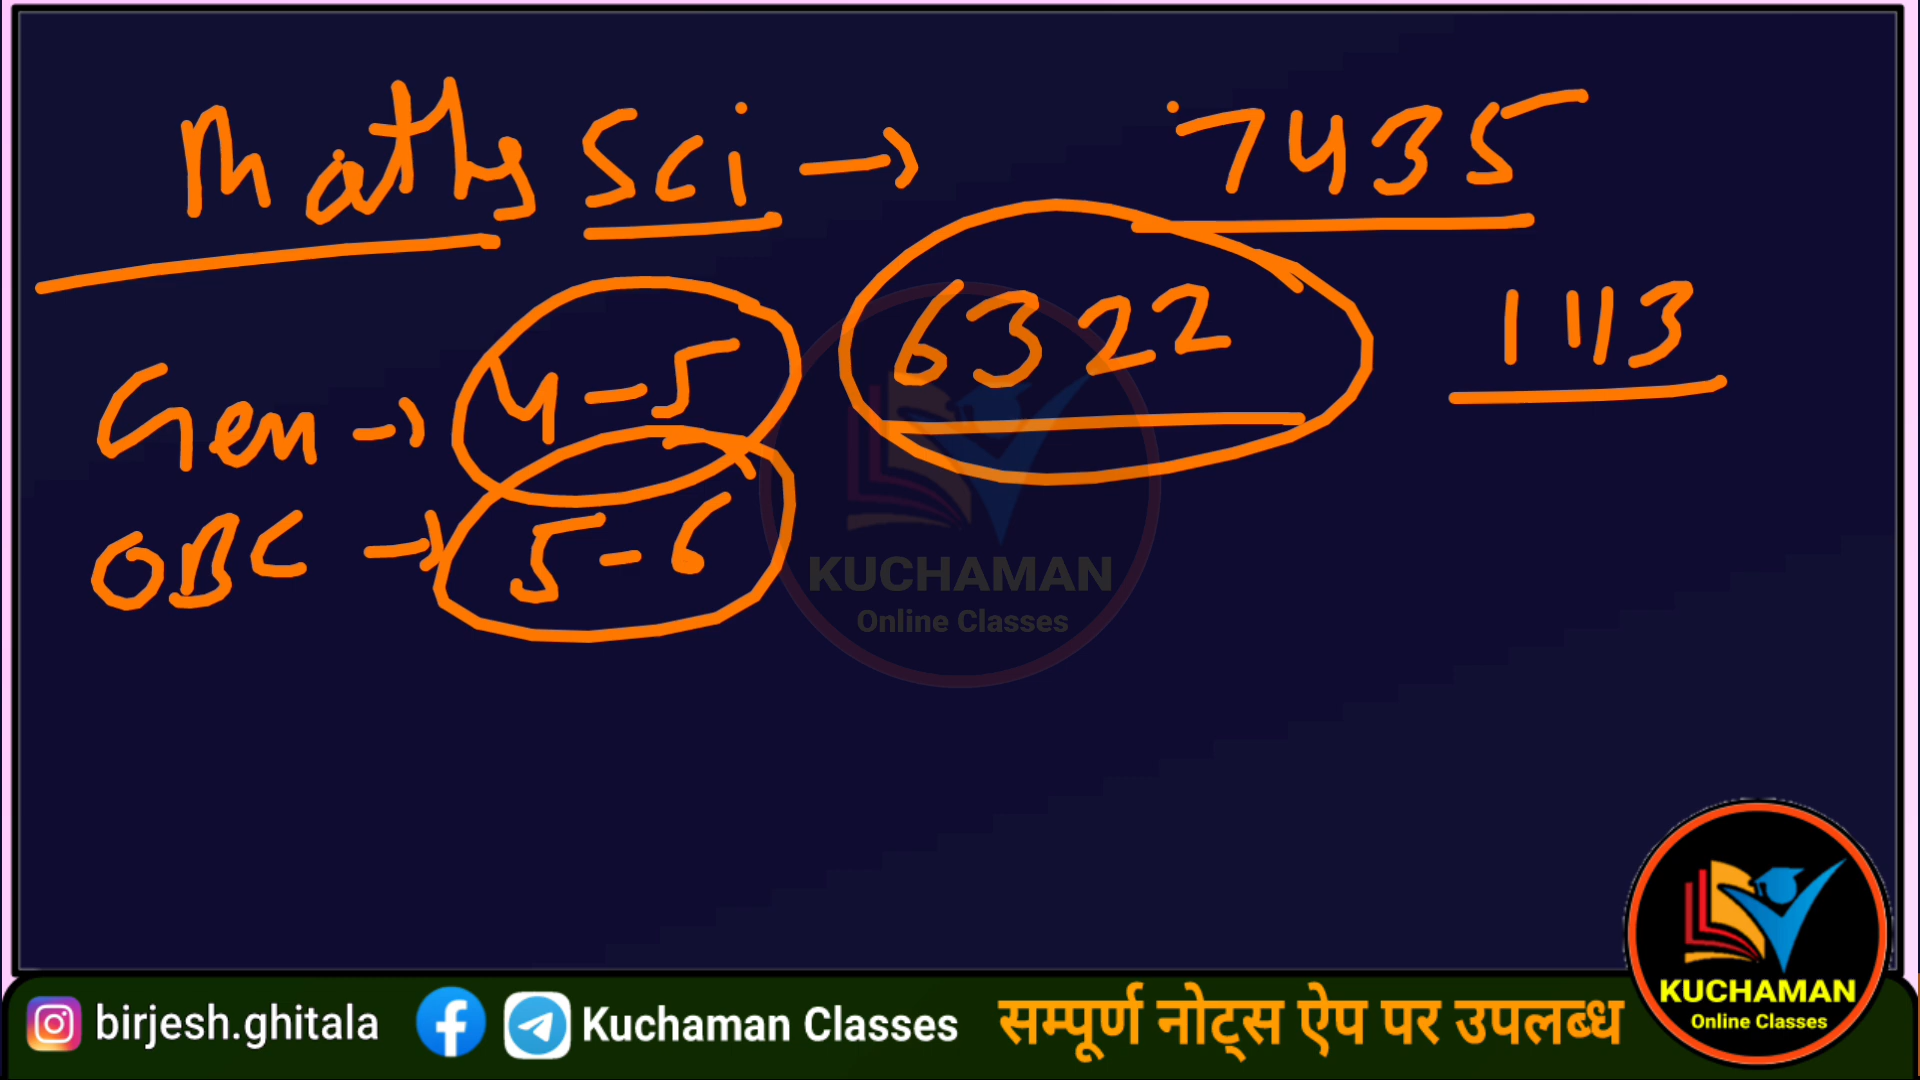 Maths Sci → 7435
6322 1113
Gen → 4-5
OBC → 5-6
KUCHAMAN
Online Classes
birjesh.ghitala
Kuchaman Classes
सम्पूर्ण नोट्स ऐप पर उपलब्ध
KUCHAMAN
Online Classes